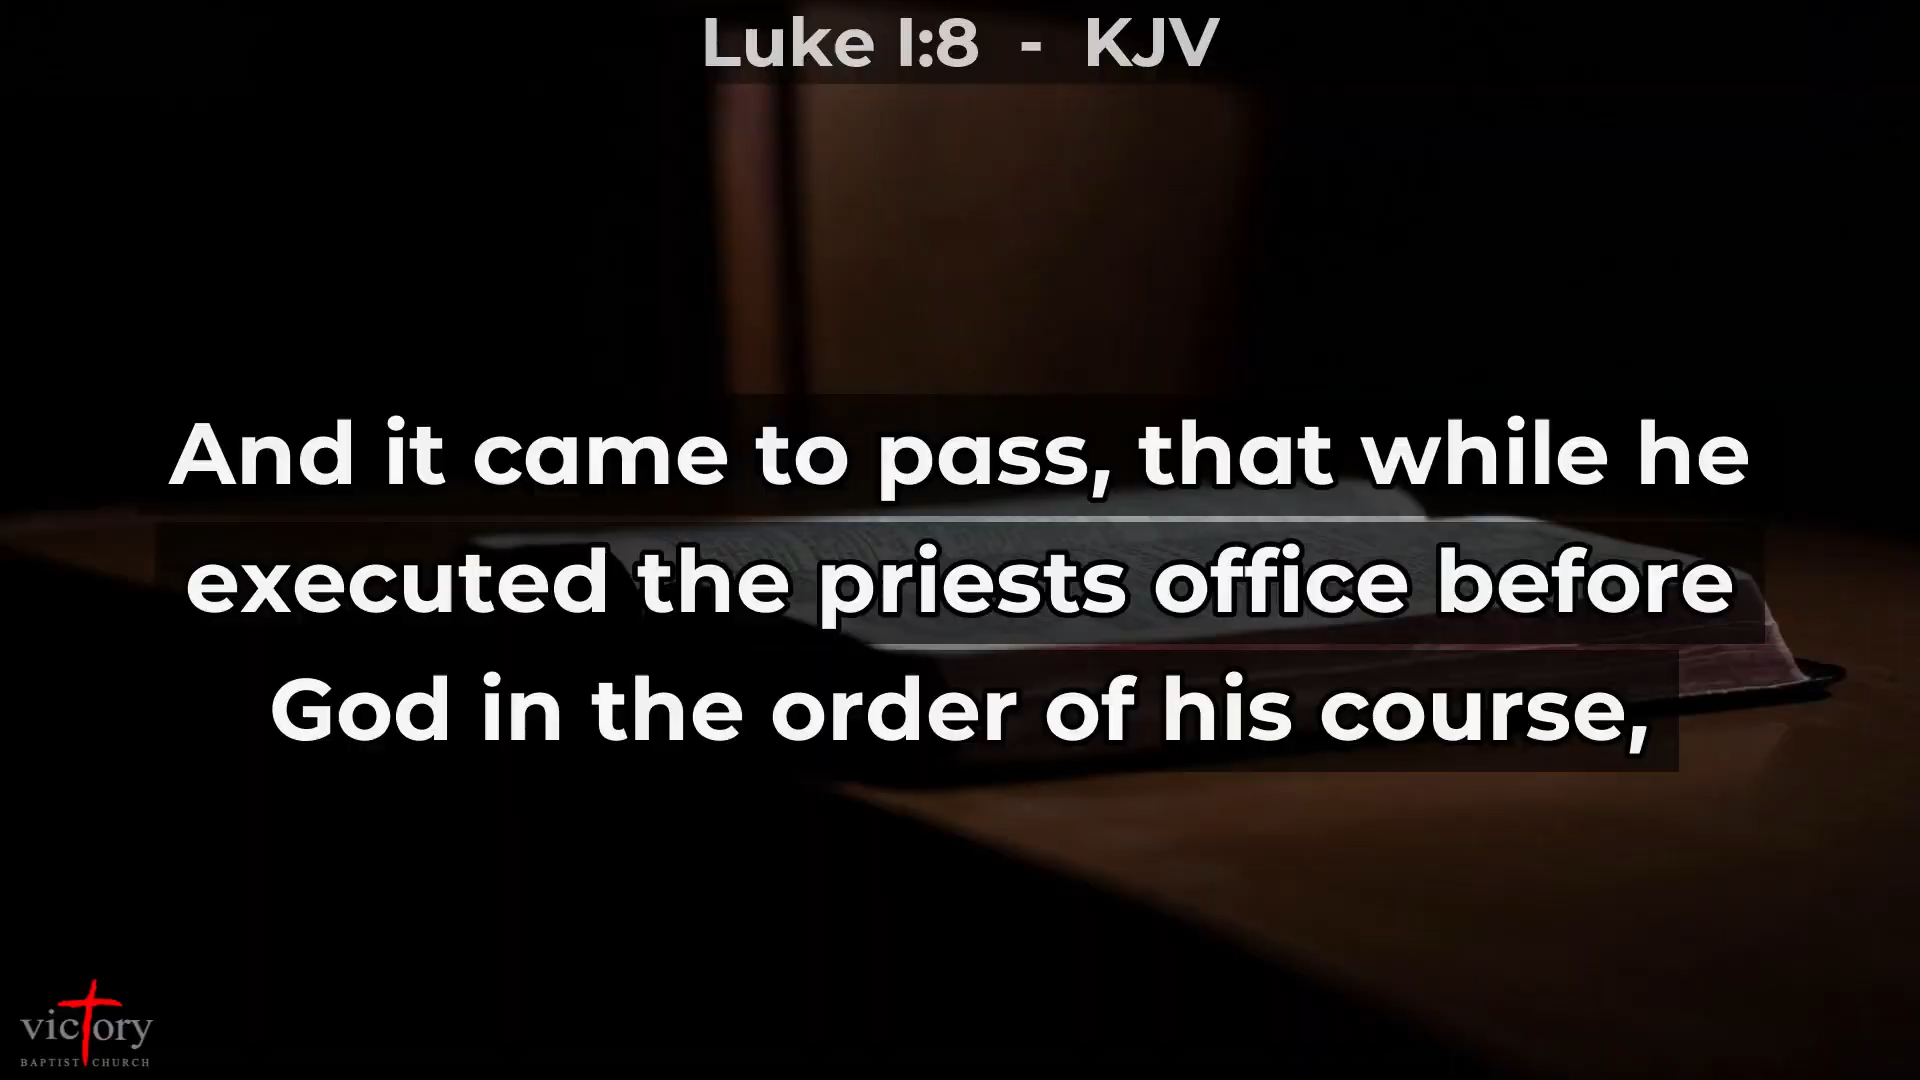 Luke 1:8 - KJV
And it came to pass, that while he
executed the priests office before
God in the order of his course,
victory
BAPTIST CHURCH